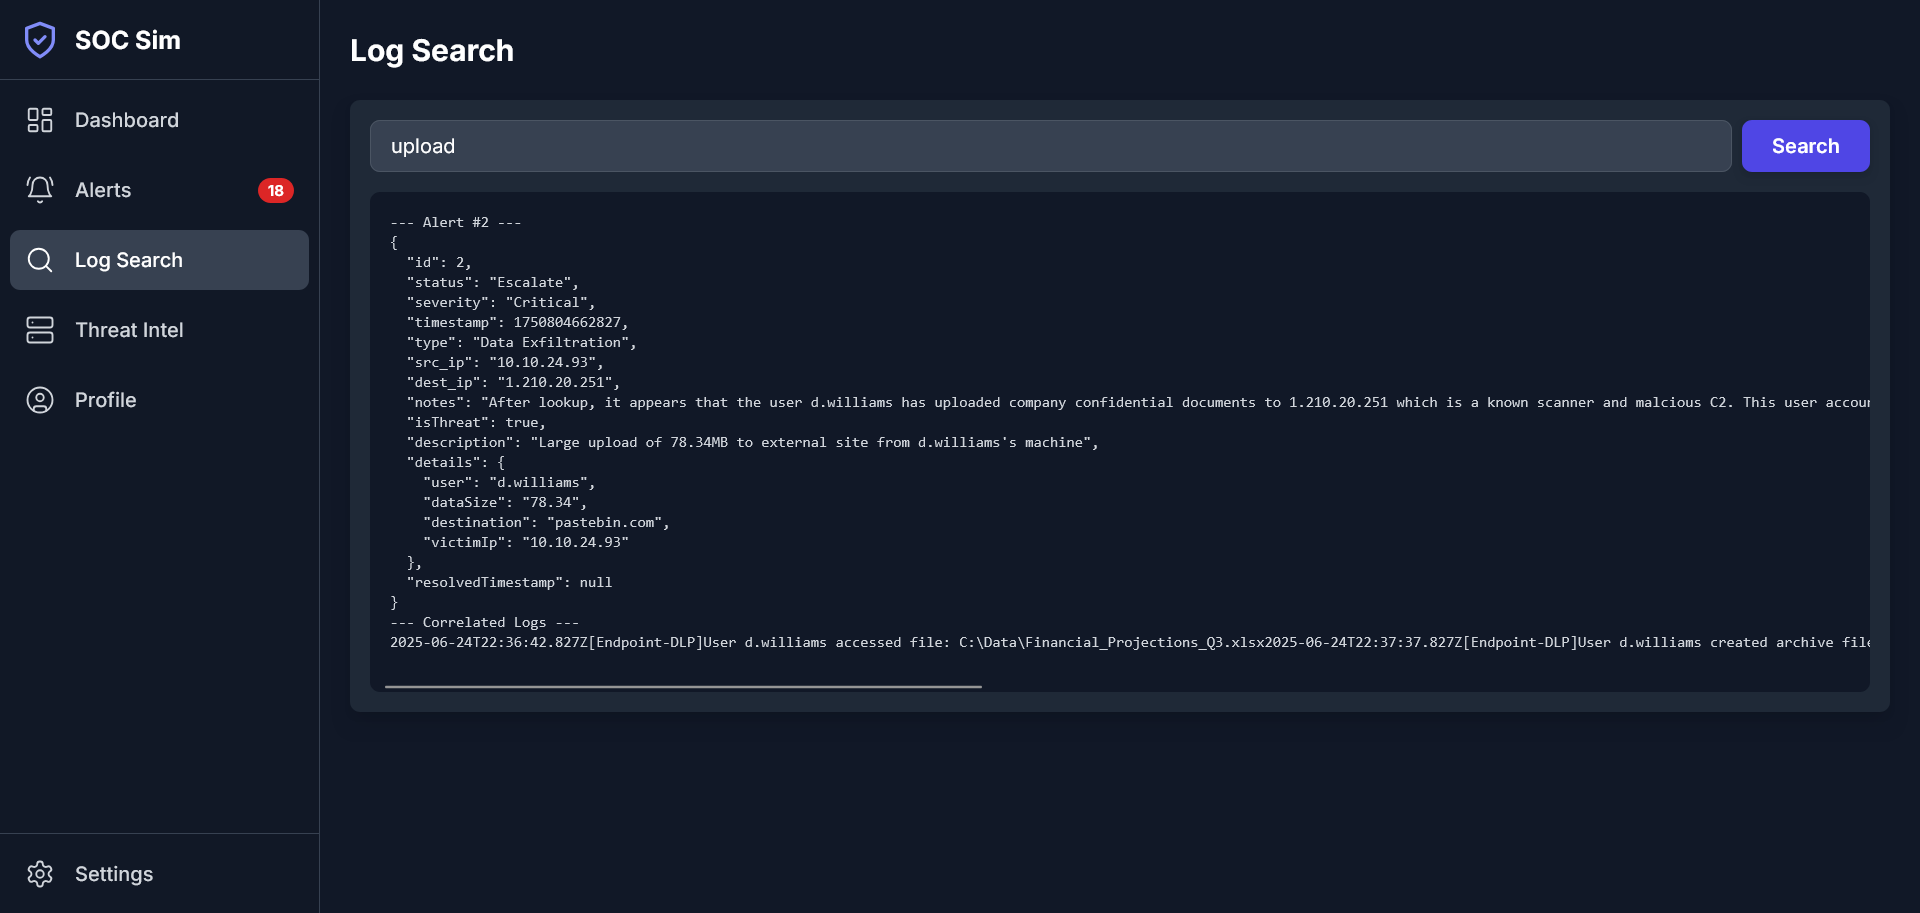 SOC Sim
Dashboard
Alerts
18
Log Search
Threat Intel
Profile
Settings
Log Search
upload
Search
--- Alert #2 ---
{
  "id": 2,
  "status": "Escalate",
  "severity": "Critical",
  "timestamp": 1750804662827,
  "type": "Data Exfiltration",
  "src_ip": "10.10.24.93",
  "dest_ip": "1.210.20.251",
  "notes": "After lookup, it appears that the user d.williams has uploaded company confidential documents to 1.210.20.251 which is a known scanner and malcious C2. This user accoun
  "isThreat": true,
  "description": "Large upload of 78.34MB to external site from d.williams's machine",
  "details": {
    "user": "d.williams",
    "dataSize": "78.34",
    "destination": "pastebin.com",
    "victimIp": "10.10.24.93"
  },
  "resolvedTimestamp": null
}
--- Correlated Logs ---
2025-06-24T22:36:42.827Z[Endpoint-DLP]User d.williams accessed file: C:\Data\Financial_Projections_Q3.xlsx2025-06-24T22:37:37.827Z[Endpoint-DLP]User d.williams created archive file